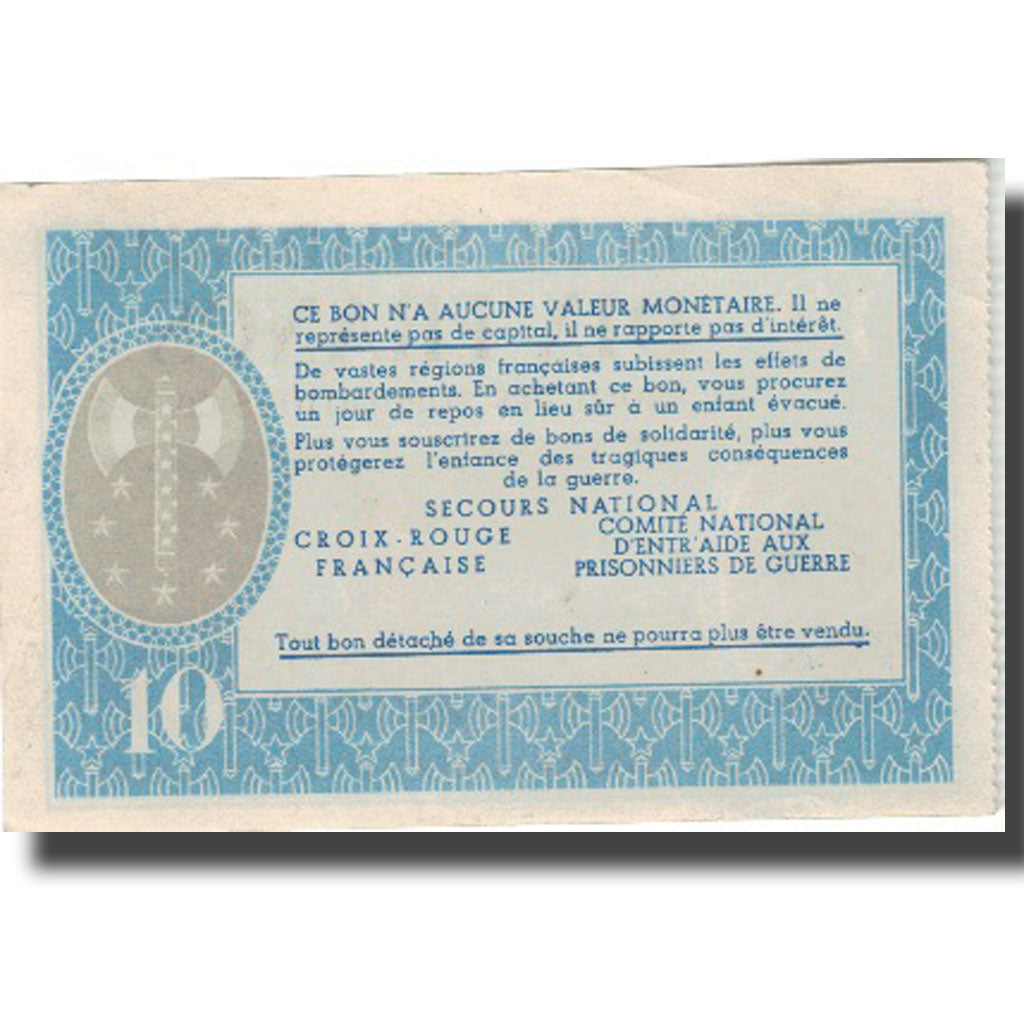 CE BON N'A AUCUNE VALEUR MONÉTAIRE. Il ne
représente pas de capital, il ne rapporte pas d'intérêt.
De vastes régions françaises subissent les effets de
bombardements. En achetant ce bon, vous procurez
un jour de repos en lieu sûr à un enfant évacué.
Plus vous souscrirez de bons de solidarité, plus vous
protégerez l'enfance des tragiques conséquences
de la guerre.
SECOURS NATIONAL
CROIX-ROUGE
FRANÇAISE
COMITÉ NATIONAL
D'ENTR'AIDE AUX
PRISONNIERS DE GUERRE
Tout bon détaché de sa souche ne pourra plus être vendu.
10